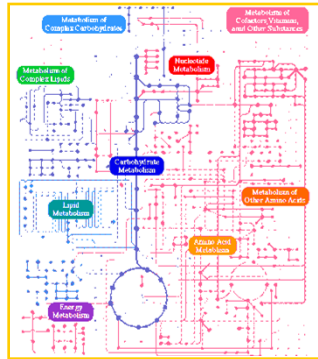 Metabolism of
Complex Carbohydrates
Metabolism of
Cofactors, Vitamins,
and Other Substances
Nucleotide
Metabolism
Metabolism of
Complex Lipids
Carbohydrate
Metabolism
Metabolism of
Other Amino Acids
Lipid
Metabolism
Amino Acid
Metabolism
Energy
Metabolism